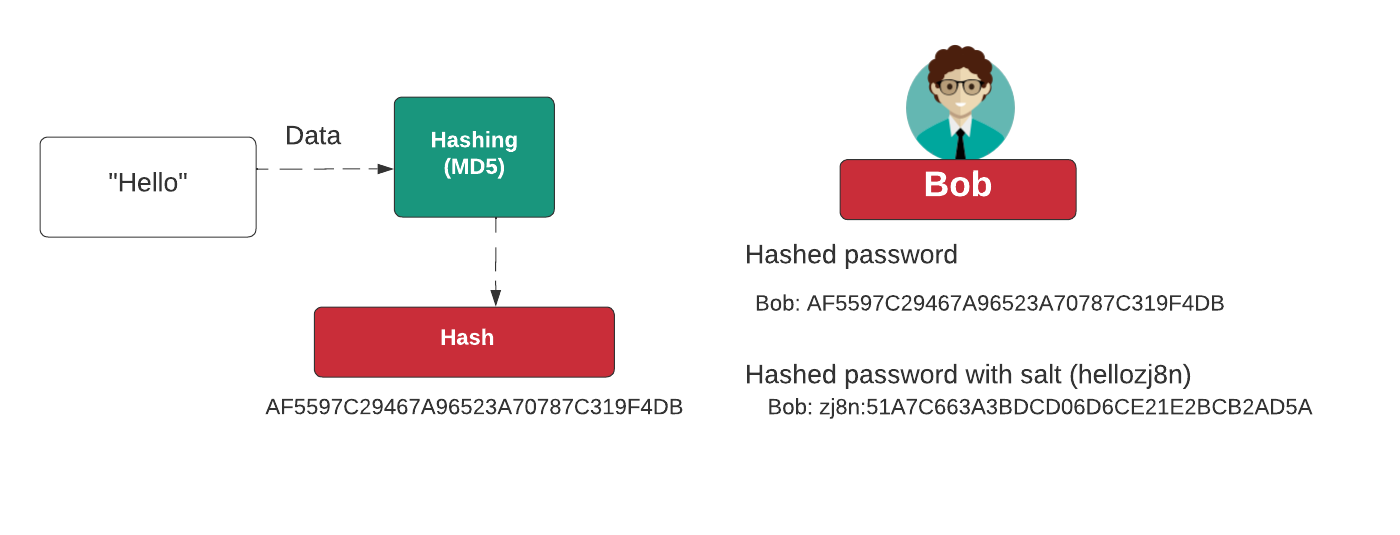 "Hello"
Data
Hashing
(MD5)
Hash
AF5597C29467A96523A70787C319F4DB
Bob
Hashed password
Bob: AF5597C29467A96523A70787C319F4DB
Hashed password with salt (hellozj8n)
Bob: zj8n:51A7C663A3BDCD06D6CE21E2BCB2AD5A